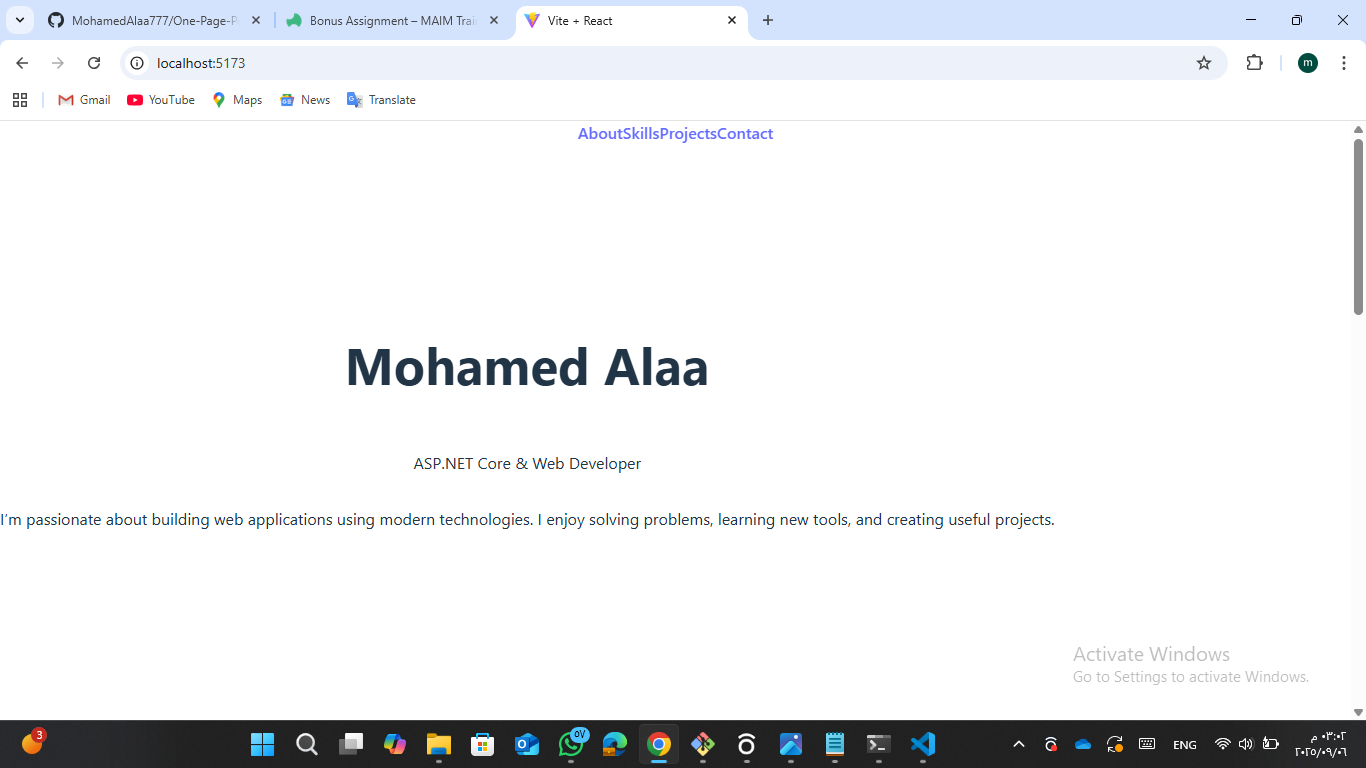 MohamedAlaa777/One-Page-P
Bonus Assignment – MAIM Trai
Vite + React
localhost:5173
m
Gmail
YouTube
Maps
News
Translate
AboutSkillsProjectsContact
Mohamed Alaa
ASP.NET Core & Web Developer
I’m passionate about building web applications using modern technologies. I enjoy solving problems, learning new tools, and creating useful projects.
Activate Windows
Go to Settings to activate Windows.
3
ENG
٠٣:٠٢ م
٢٠٢٥/٠٩/٠٦